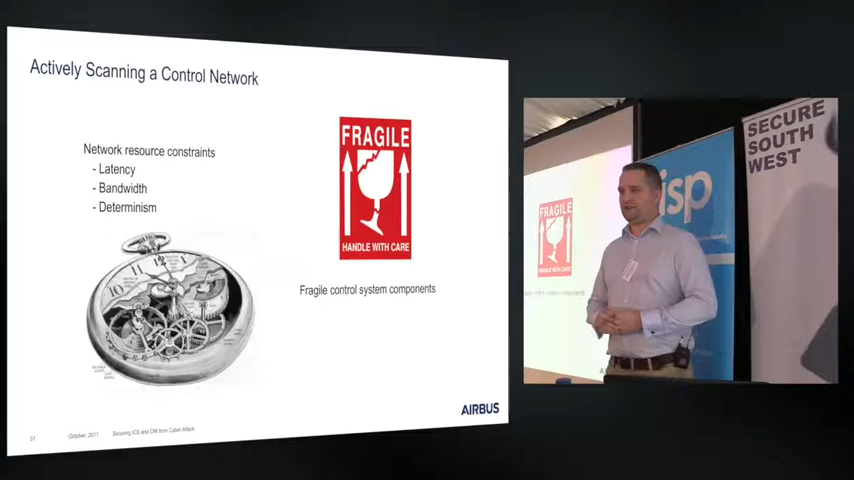 Actively Scanning a Control Network
Network resource constraints
- Latency
- Bandwidth
- Determinism
FRAGILE
HANDLE WITH CARE
Fragile control system components
AIRBUS
51
October, 2017
Securing ICS and CNI from Cyber Attack
SECURE
SOUTH
WEST
isp
FRAGILE
HANDLE WITH CARE